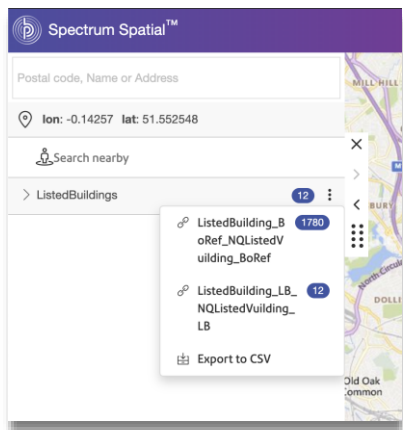 Spectrum Spatial™
Postal code, Name or Address
lon: -0.14257 lat: 51.552548
Search nearby
ListedBuildings 12
ListedBuilding_B 1780
oRef_NQListedV
uilding_BoRef
ListedBuilding_LB_ 12
NQListedVuilding_
LB
Export to CSV
MILL HILL
M
BURY
North Circular
DOLLI
Old Oak
Common